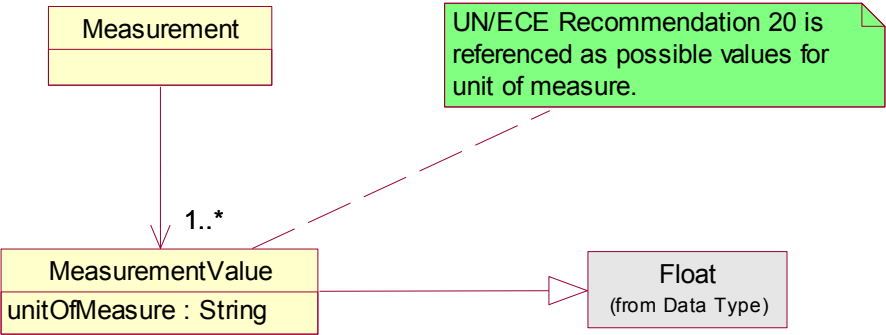 Measurement
UN/ECE Recommendation 20 is
referenced as possible values for
unit of measure.
1..*
MeasurementValue
unitOfMeasure : String
Float
(from Data Type)